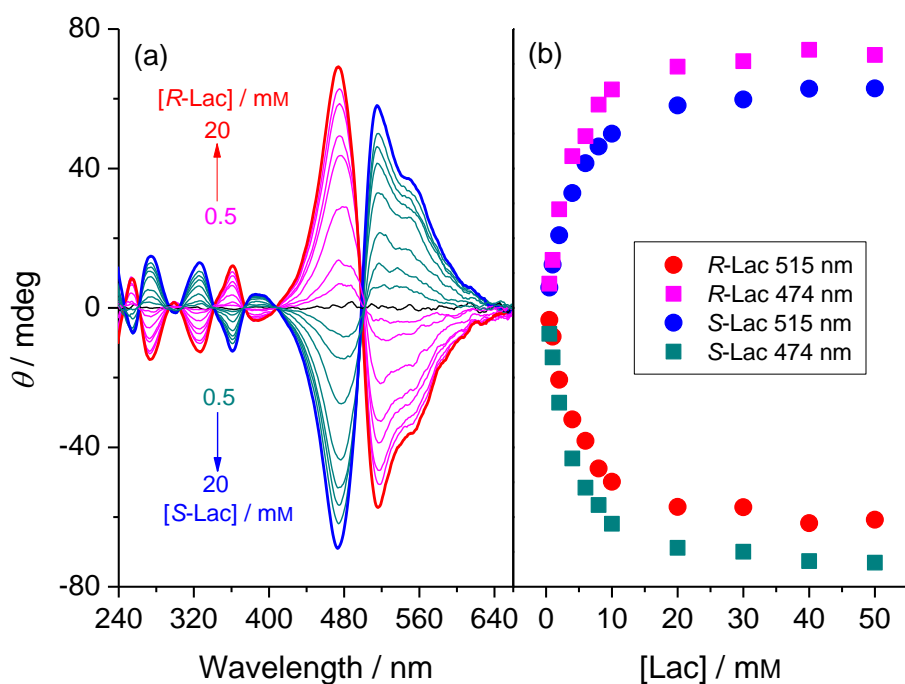 (a)
(b)
[R-Lac] / mM
20
0.5
0.5
20
[S-Lac] / mM
80
40
0
-40
-80
θ / mdeg
240 320 400 480 560 640
Wavelength / nm
R-Lac 515 nm
R-Lac 474 nm
S-Lac 515 nm
S-Lac 474 nm
0 10 20 30 40 50
[Lac] / mM